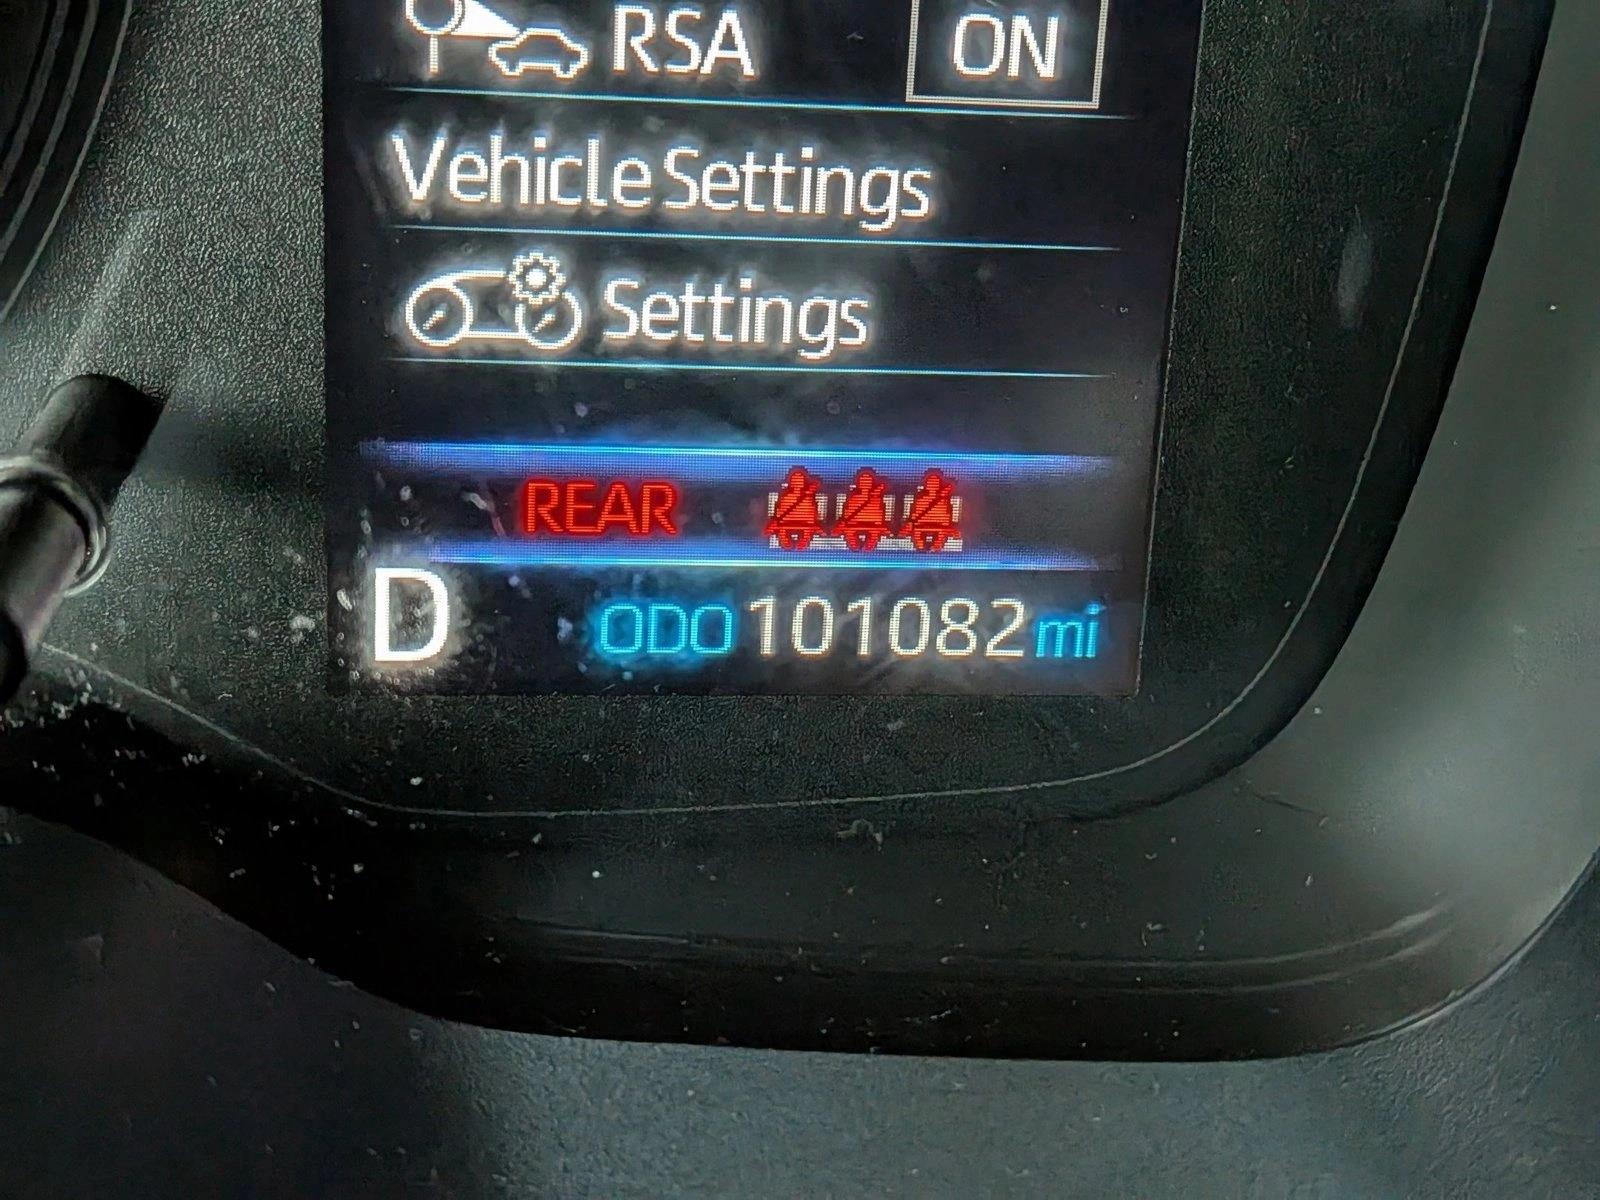 RSA ON
Vehicle Settings
Settings
REAR
D ODO 101082 mi